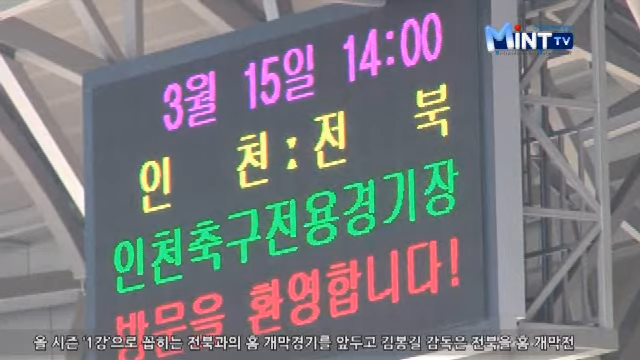 MiNT TV
3월 15일 14:00
인 천 : 전 북
인천축구전용경기장
방문을 환영합니다!
올 시즌 '1강'으로 꼽히는 전북과의 홈 개막경기를 앞두고 김봉길 감독은 전북을 홈 개막전